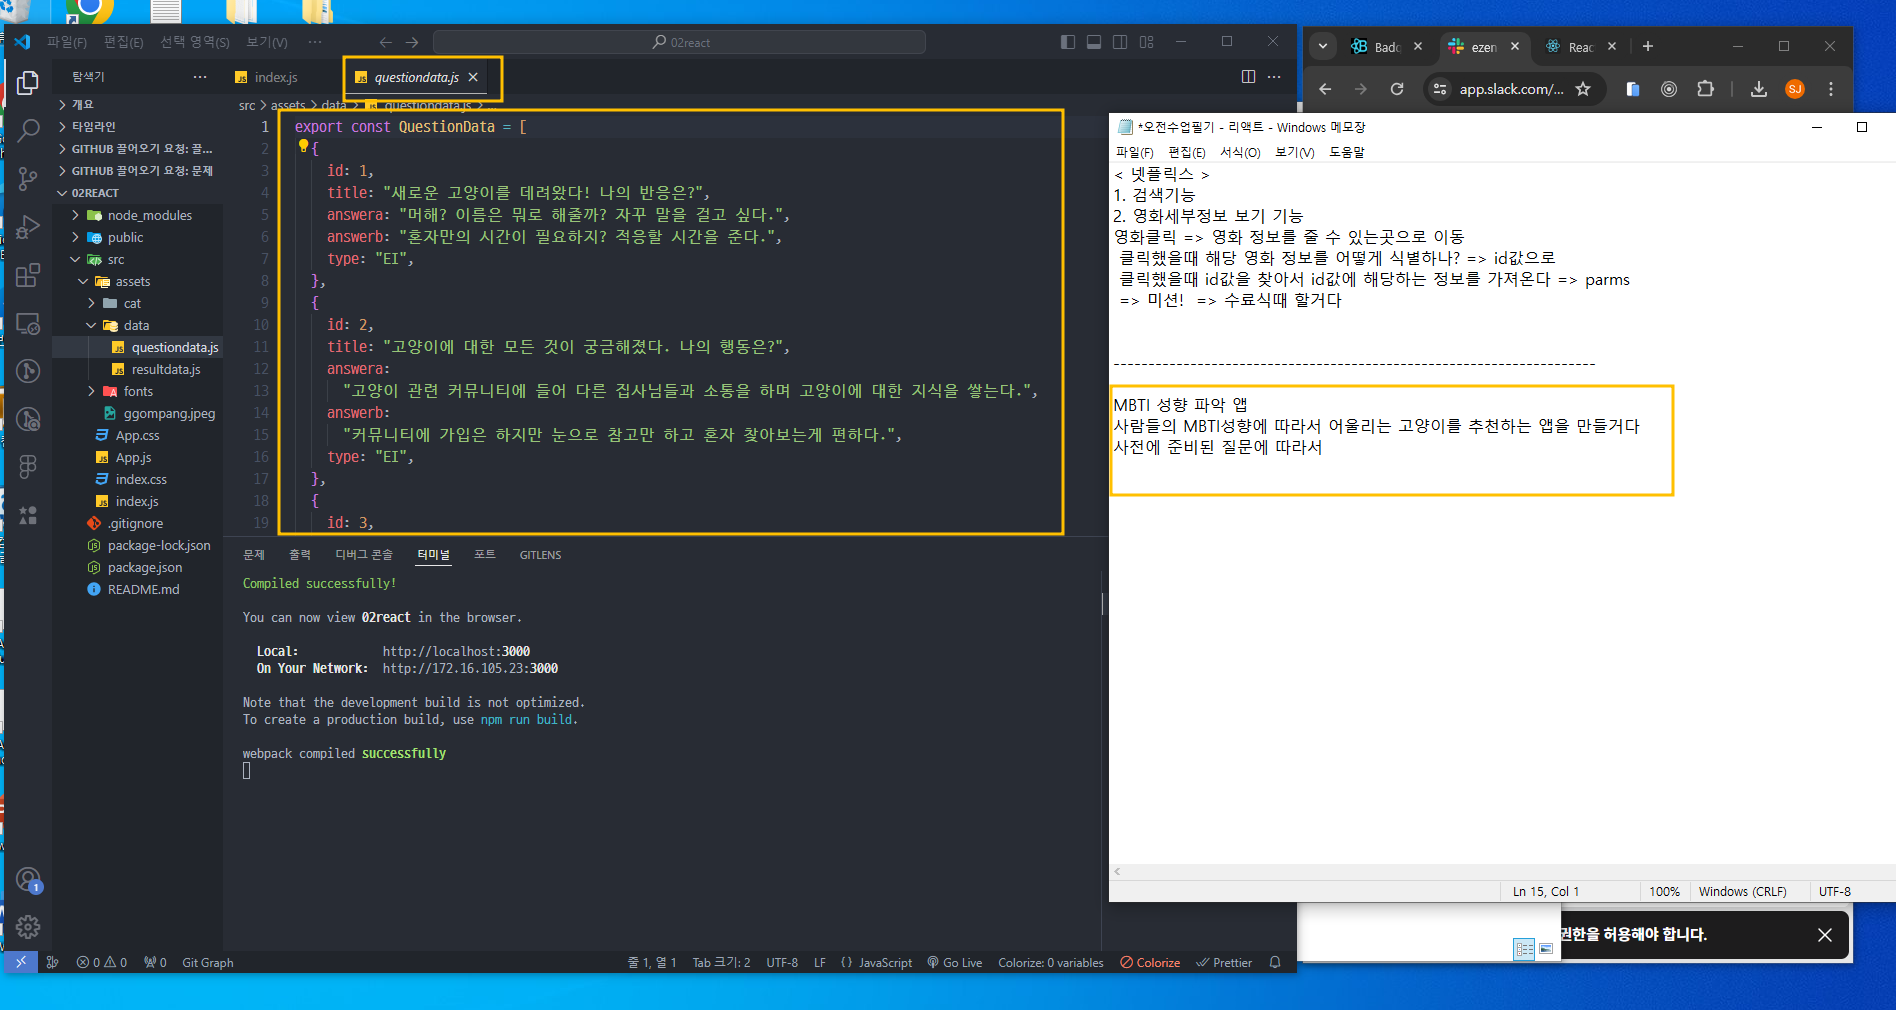 파일(F) 편집(E) 선택 영역(S) 보기(V) ··· 02react
탐색기 ···
index.js
questiondata.js
src > assets > data > questiondata.js > ...
개요
타임라인
GITHUB 끌어오기 요청: 끌...
GITHUB 끌어오기 요청: 문제
02REACT
node_modules
public
src
assets
cat
data
questiondata.js
resultdata.js
fonts
ggompang.jpeg
App.css
App.js
index.css
index.js
.gitignore
package-lock.json
package.json
README.md
1 export const QuestionData = [
2 {
3 id: 1,
4 title: "새로운 고양이를 데려왔다! 나의 반응은?",
5 answera: "머해? 이름은 뭐로 해줄까? 자꾸 말을 걸고 싶다.",
6 answerb: "혼자만의 시간이 필요하지? 적응할 시간을 준다.",
7 type: "EI",
8 },
9 {
10 id: 2,
11 title: "고양이에 대한 모든 것이 궁금해졌다. 나의 행동은?",
12 answera:
13 "고양이 관련 커뮤니티에 들어 다른 집사님들과 소통을 하며 고양이에 대한 지식을 쌓는다.",
14 answerb:
15 "커뮤니티에 가입은 하지만 눈으로 참고만 하고 혼자 찾아보는게 편하다.",
16 type: "EI",
17 },
18 {
19 id: 3,
문제 출력 디버그 콘솔 터미널 포트 GITLENS
Compiled successfully!
You can now view 02react in the browser.
Local: http://localhost:3000
On Your Network: http://172.16.105.23:3000
Note that the development build is not optimized.
To create a production build, use npm run build.
webpack compiled successfully
1
0 0 0 Git Graph 줄 1, 열 1 Tab 크기: 2 UTF-8 LF {} JavaScript Go Live Colorize: 0 variables Colorize Prettier
Badg ezen Reac
app.slack.com/...
SJ
*오전수업필기 - 리액트 - Windows 메모장
파일(F) 편집(E) 서식(O) 보기(V) 도움말
< 넷플릭스 >
1. 검색기능
2. 영화세부정보 보기 기능
영화클릭 => 영화 정보를 줄 수 있는곳으로 이동
클릭했을때 해당 영화 정보를 어떻게 식별하나? => id값으로
클릭했을때 id값을 찾아서 id값에 해당하는 정보를 가져온다 => parms
=> 미션! => 수료식때 할거다
---------------------------------------------------------------------
MBTI 성향 파악 앱
사람들의 MBTI성향에 따라서 어울리는 고양이를 추천하는 앱을 만들거다
사전에 준비된 질문에 따라서
Ln 15, Col 1 100% Windows (CRLF) UTF-8
권한을 허용해야 합니다.